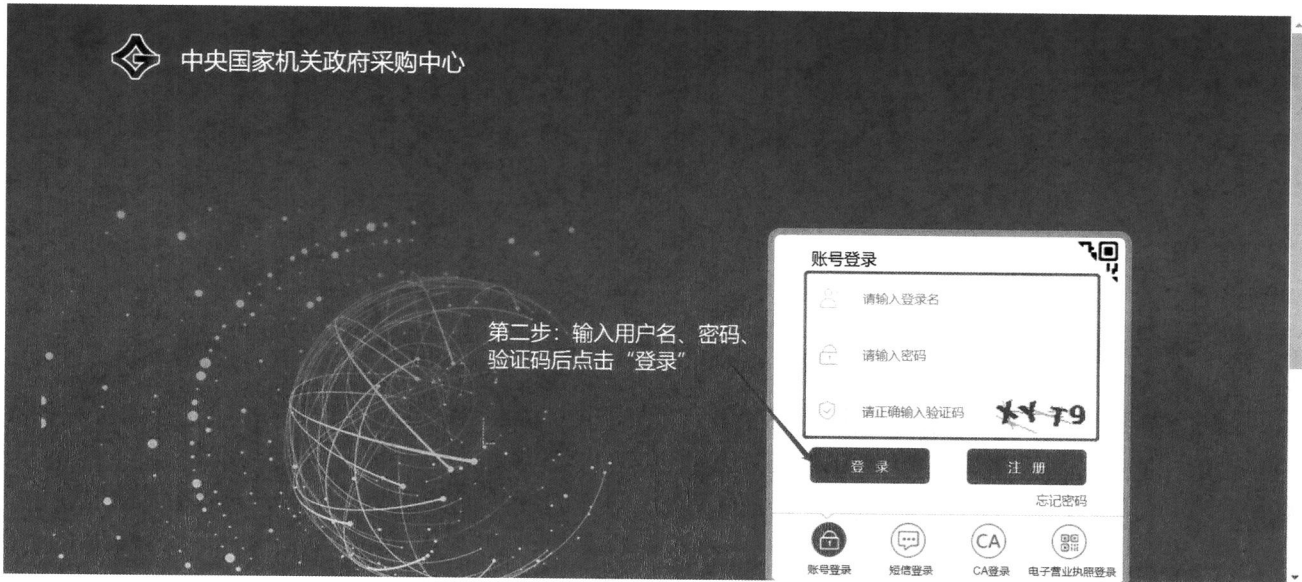 中央国家机关政府采购中心
账号登录
请输入登录名
第二步：输入用户名、密码、
验证码后点击“登录”
请输入密码
请正确输入验证码
登 录
注 册
忘记密码
账号登录
短信登录
CA
CA登录
电子营业执照登录